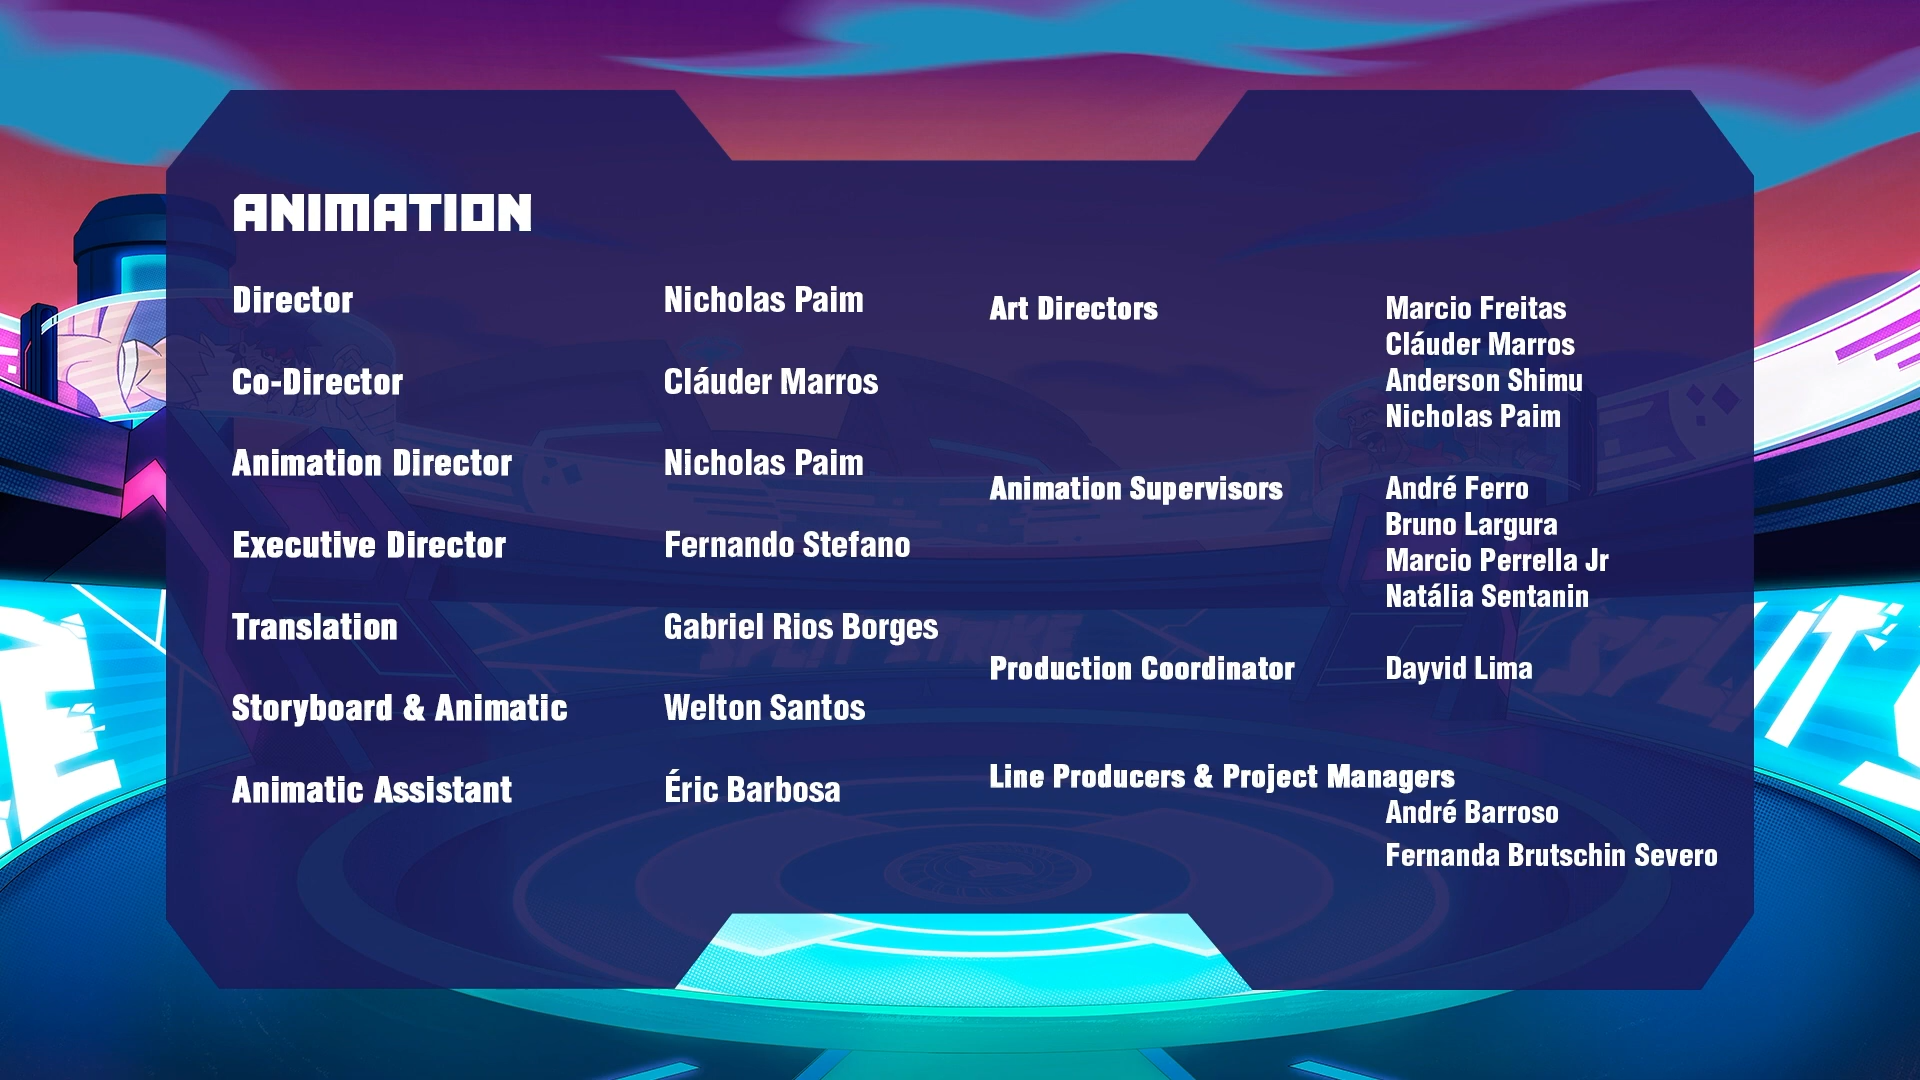 ANIMATION
Director Nicholas Paim
Co-Director Cláuder Marros
Animation Director Nicholas Paim
Executive Director Fernando Stefano
Translation Gabriel Rios Borges
Storyboard & Animatic Welton Santos
Animatic Assistant Éric Barbosa
Art Directors Marcio Freitas
Cláuder Marros
Anderson Shimu
Nicholas Paim
Animation Supervisors André Ferro
Bruno Largura
Marcio Perrella Jr
Natália Sentanin
Production Coordinator Dayvid Lima
Line Producers & Project Managers
André Barroso
Fernanda Brutschin Severo
SPLIT STRIKE